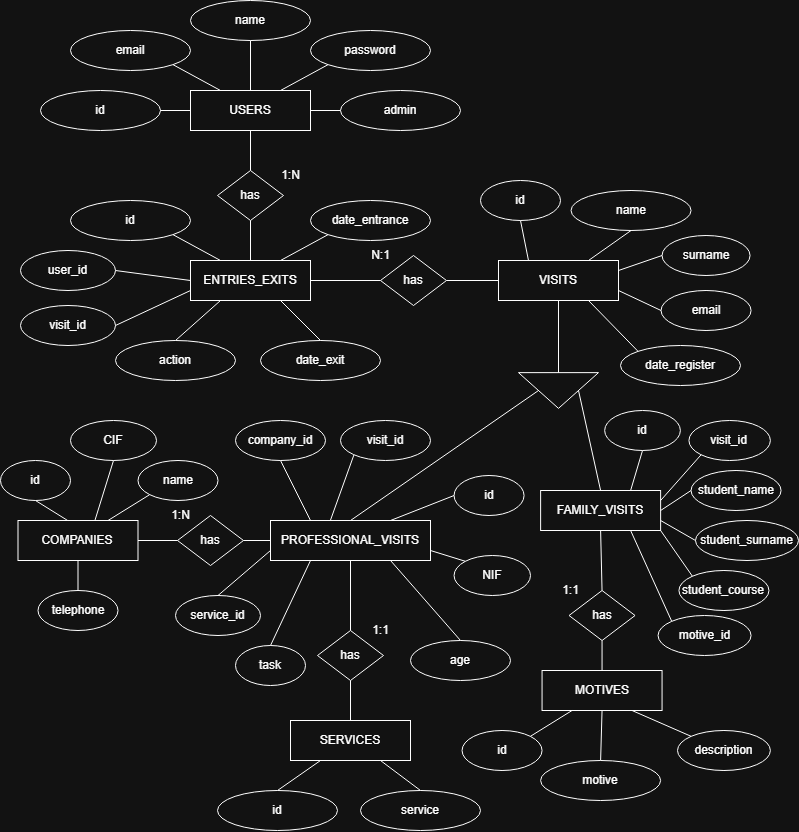 name
email
password
id
USERS
admin
1:N
has
id
date_entrance
id
name
user_id
ENTRIES_EXITS
N:1
has
VISITS
surname
visit_id
email
action
date_exit
date_register
CIF
company_id
visit_id
id
visit_id
id
name
id
student_name
1:N
FAMILY_VISITS
COMPANIES
has
PROFESSIONAL_VISITS
student_surname
NIF
student_course
telephone
service_id
1:1
has
1:1
motive_id
task
has
age
MOTIVES
SERVICES
id
description
motive
id
service